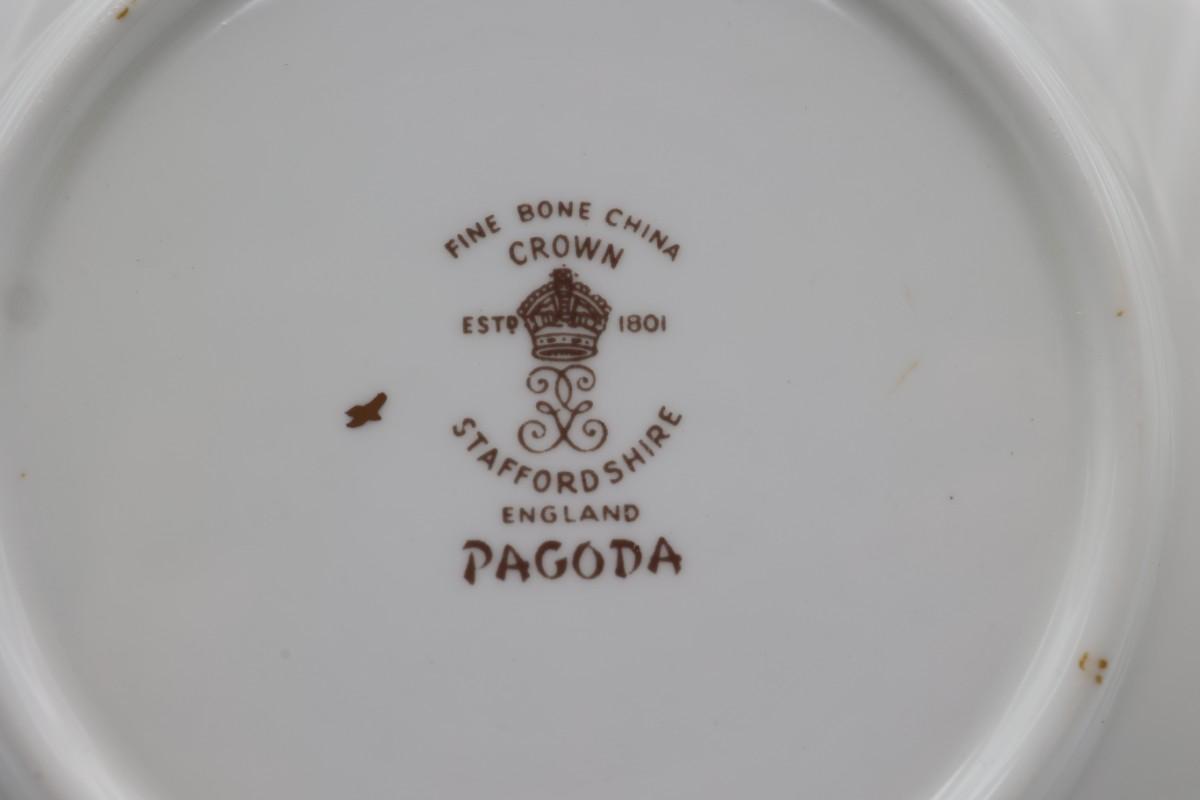 FINE BONE CHINA
CROWN
ESTD 1801
STAFFORDSHIRE
ENGLAND
PAGODA